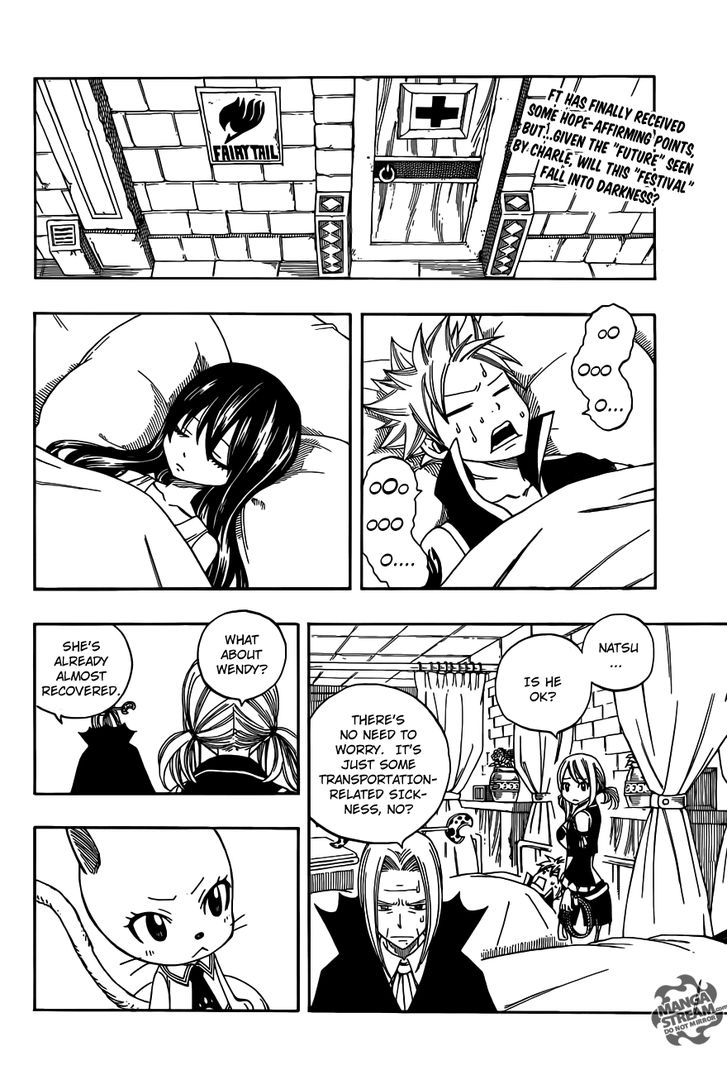 FAIRY TAIL
FT HAS FINALLY RECEIVED
SOME HOPE-AFFIRMING POINTS,
BUT...GIVEN THE "FUTURE" SEEN
BY CHARLE, WILL THIS "FESTIVAL"
FALL INTO DARKNESS?
OO
OOO
O...
OO
OOO
O....
NATSU
...
IS HE
OK?
THERE'S
NO NEED TO
WORRY. IT'S
JUST SOME
TRANSPORTATION-
RELATED SICK-
NESS, NO?
WHAT
ABOUT
WENDY?
SHE'S
ALREADY
ALMOST
RECOVERED.
MANGA
STREAM.com
DO NOT MIRROR